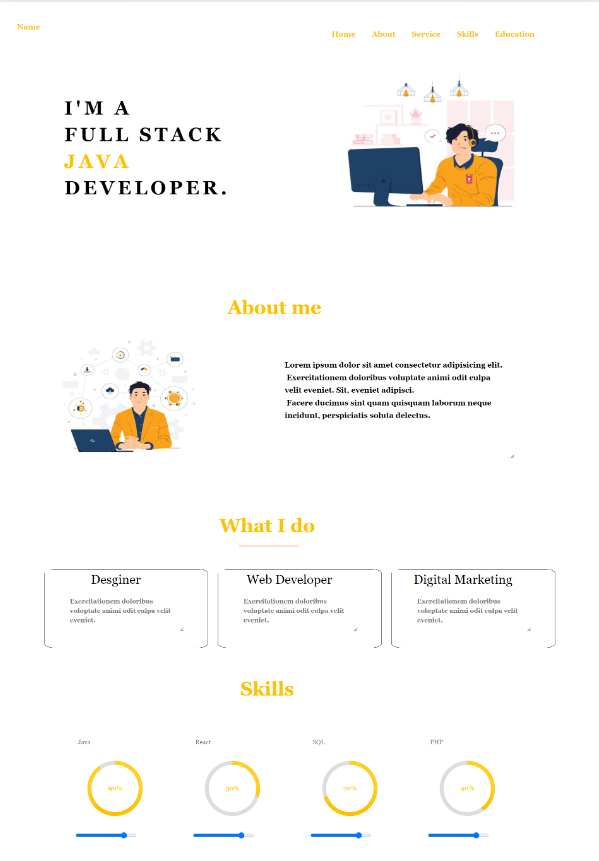 Name
Home About Service Skills Education
I'M A
FULL STACK
JAVA
DEVELOPER.
About me
Lorem ipsum dolor sit amet consectetur adipisicing elit.
Exercitationem doloribus voluptate animi odit culpa
velit eveniet. Sit, eveniet adipisci.
Facere ducimus sint quam quisquam laborum neque
incidunt, perspiciatis soluta delectus.
What I do
Desginer
Exercitationem doloribus
voluptate animi odit culpa velit
eveniet.
Web Developer
Exercitationem doloribus
voluptate animi odit culpa velit
eveniet.
Digital Marketing
Exercitationem doloribus
voluptate animi odit culpa velit
eveniet.
Skills
Java React SQL PHP
90% 30% 70% 40%